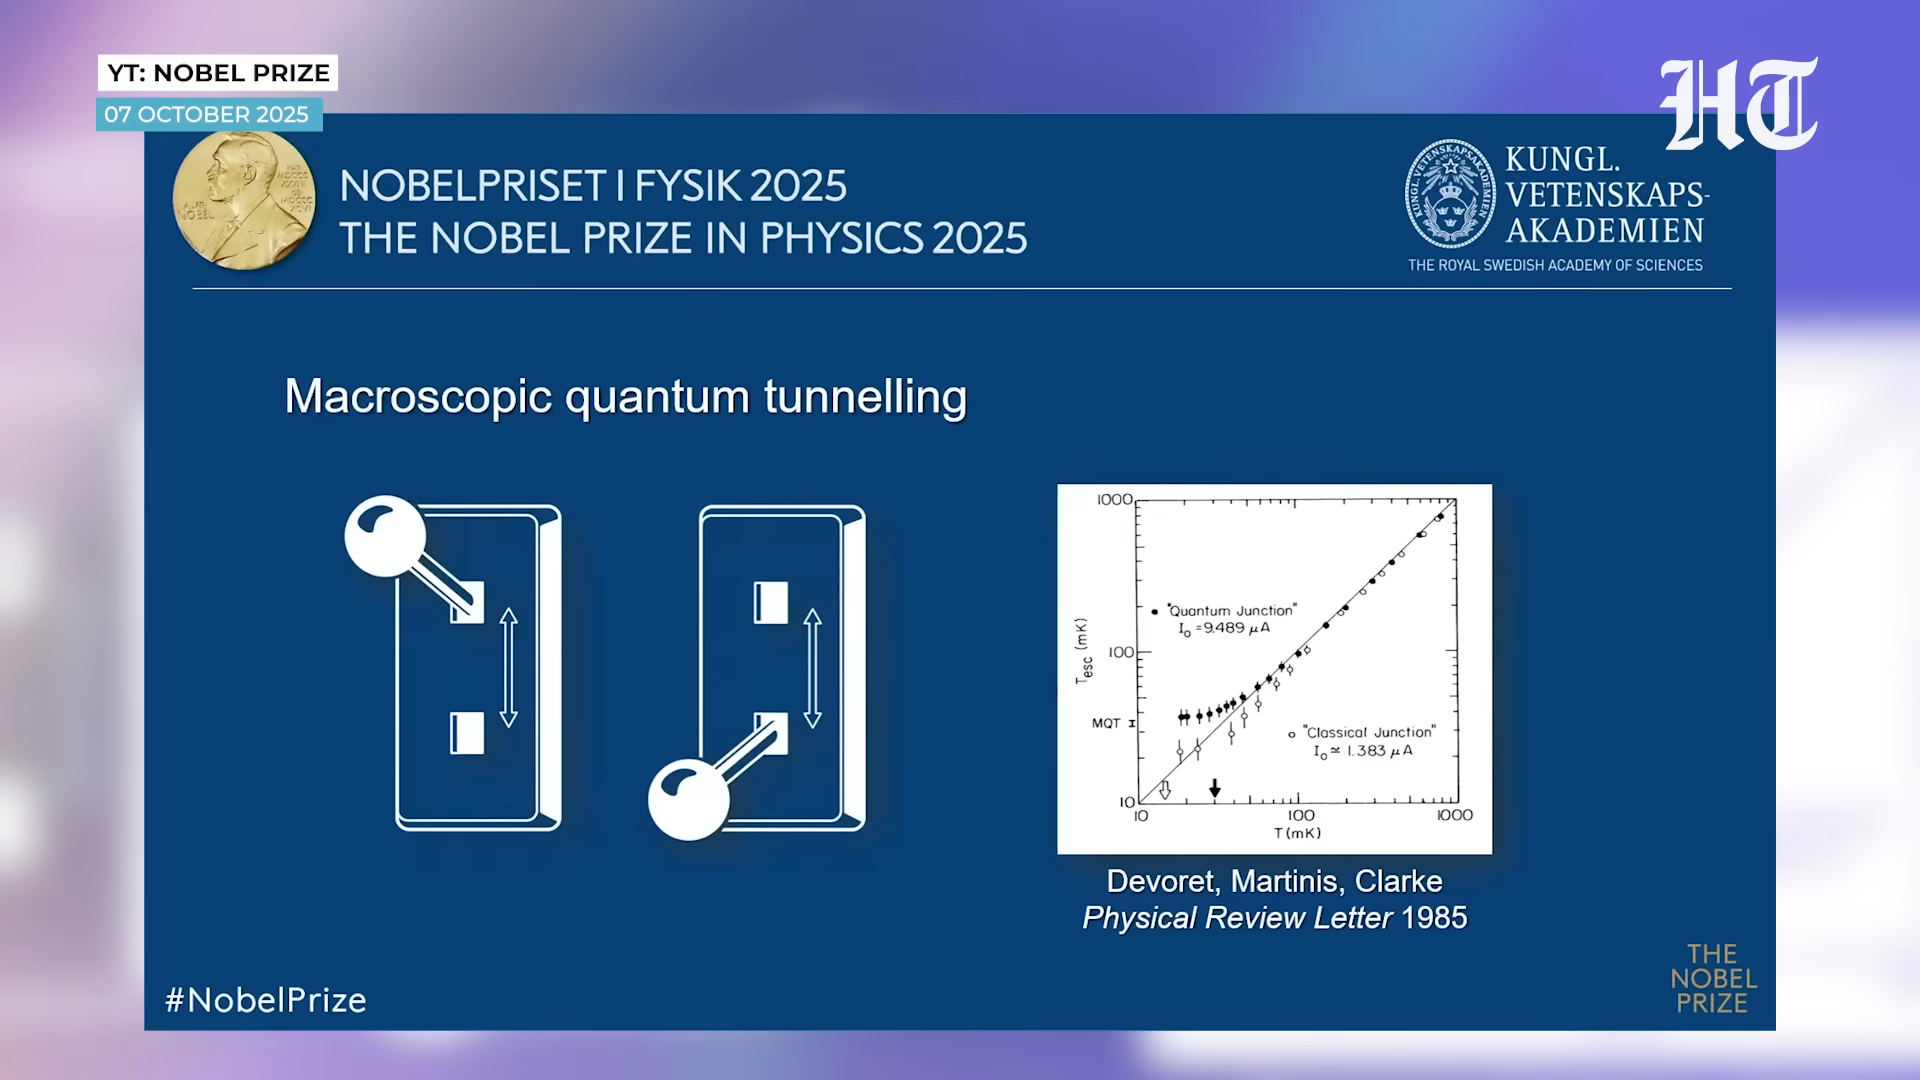 YT: NOBEL PRIZE
07 OCTOBER 2025
HT
NOBELPRISET I FYSIK 2025
THE NOBEL PRIZE IN PHYSICS 2025
KUNGL.
VETENSKAPS-
AKADEMIEN
THE ROYAL SWEDISH ACADEMY OF SCIENCES
Macroscopic quantum tunnelling
1000
"Quantum Junction"
I₀ = 9.489 μA
100
Tesc (mK)
MQT
"Classical Junction"
I₀ ≃ 1.383 μA
10
10 100 1000
T (mK)
Devoret, Martinis, Clarke
Physical Review Letter 1985
#NobelPrize
THE
NOBEL
PRIZE